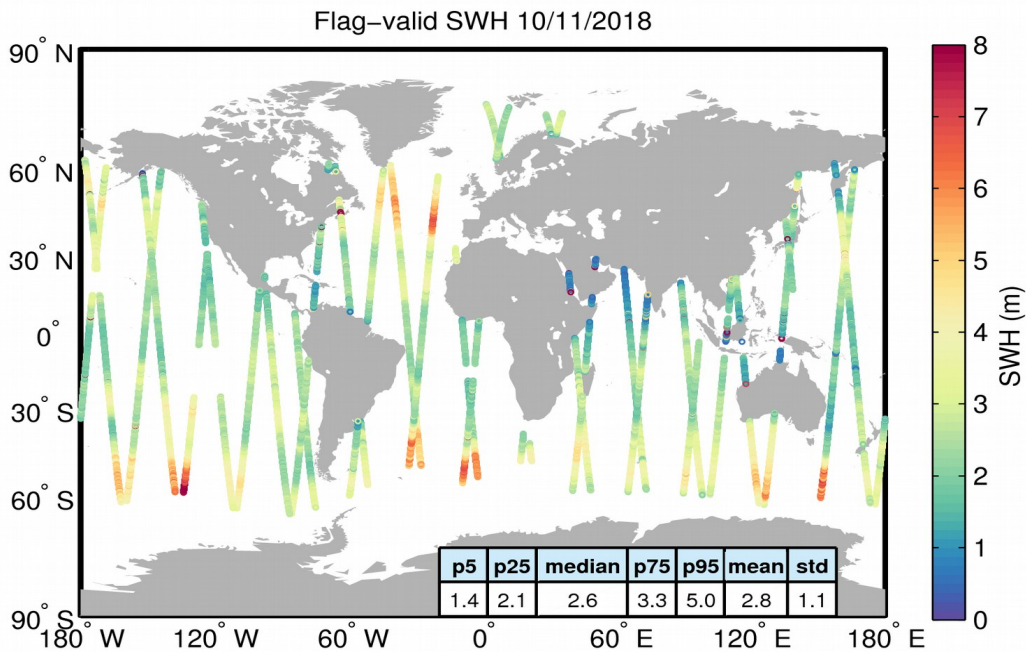 Flag−valid SWH 10/11/2018
90° N
60° N
30° N
0°
30° S
60° S
90° S
180° W
120° W
60° W
0°
60° E
120° E
180° E
8
7
6
5
4
3
2
1
0
SWH (m)
p5 p25 median p75 p95 mean std
1.4 2.1 2.6 3.3 5.0 2.8 1.1